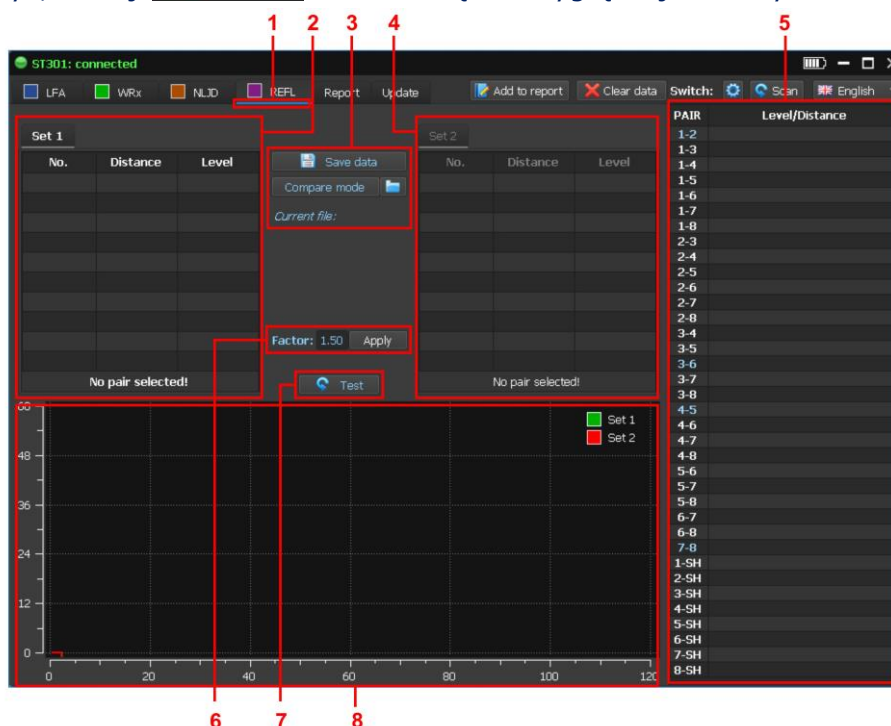 1 2 3 4 5
ST301: connected
LFA WRx NLJD REFL Report Update Add to report Clear data Switch: Scan English
PAIR Level/Distance
Set 1
No. Distance Level
No pair selected!
Save data
Compare mode
Current file:
Factor: 1.50 Apply
Test
Set 2
No. Distance Level
No pair selected!
1-2
1-3
1-4
1-5
1-6
1-7
1-8
2-3
2-4
2-5
2-6
2-7
2-8
3-4
3-5
3-6
3-7
3-8
4-5
4-6
4-7
4-8
5-6
5-7
5-8
6-7
6-8
7-8
1-SH
2-SH
3-SH
4-SH
5-SH
6-SH
7-SH
8-SH
Set 1
Set 2
60
48
36
24
12
0
0 20 40 60 80 100 120
6 7 8